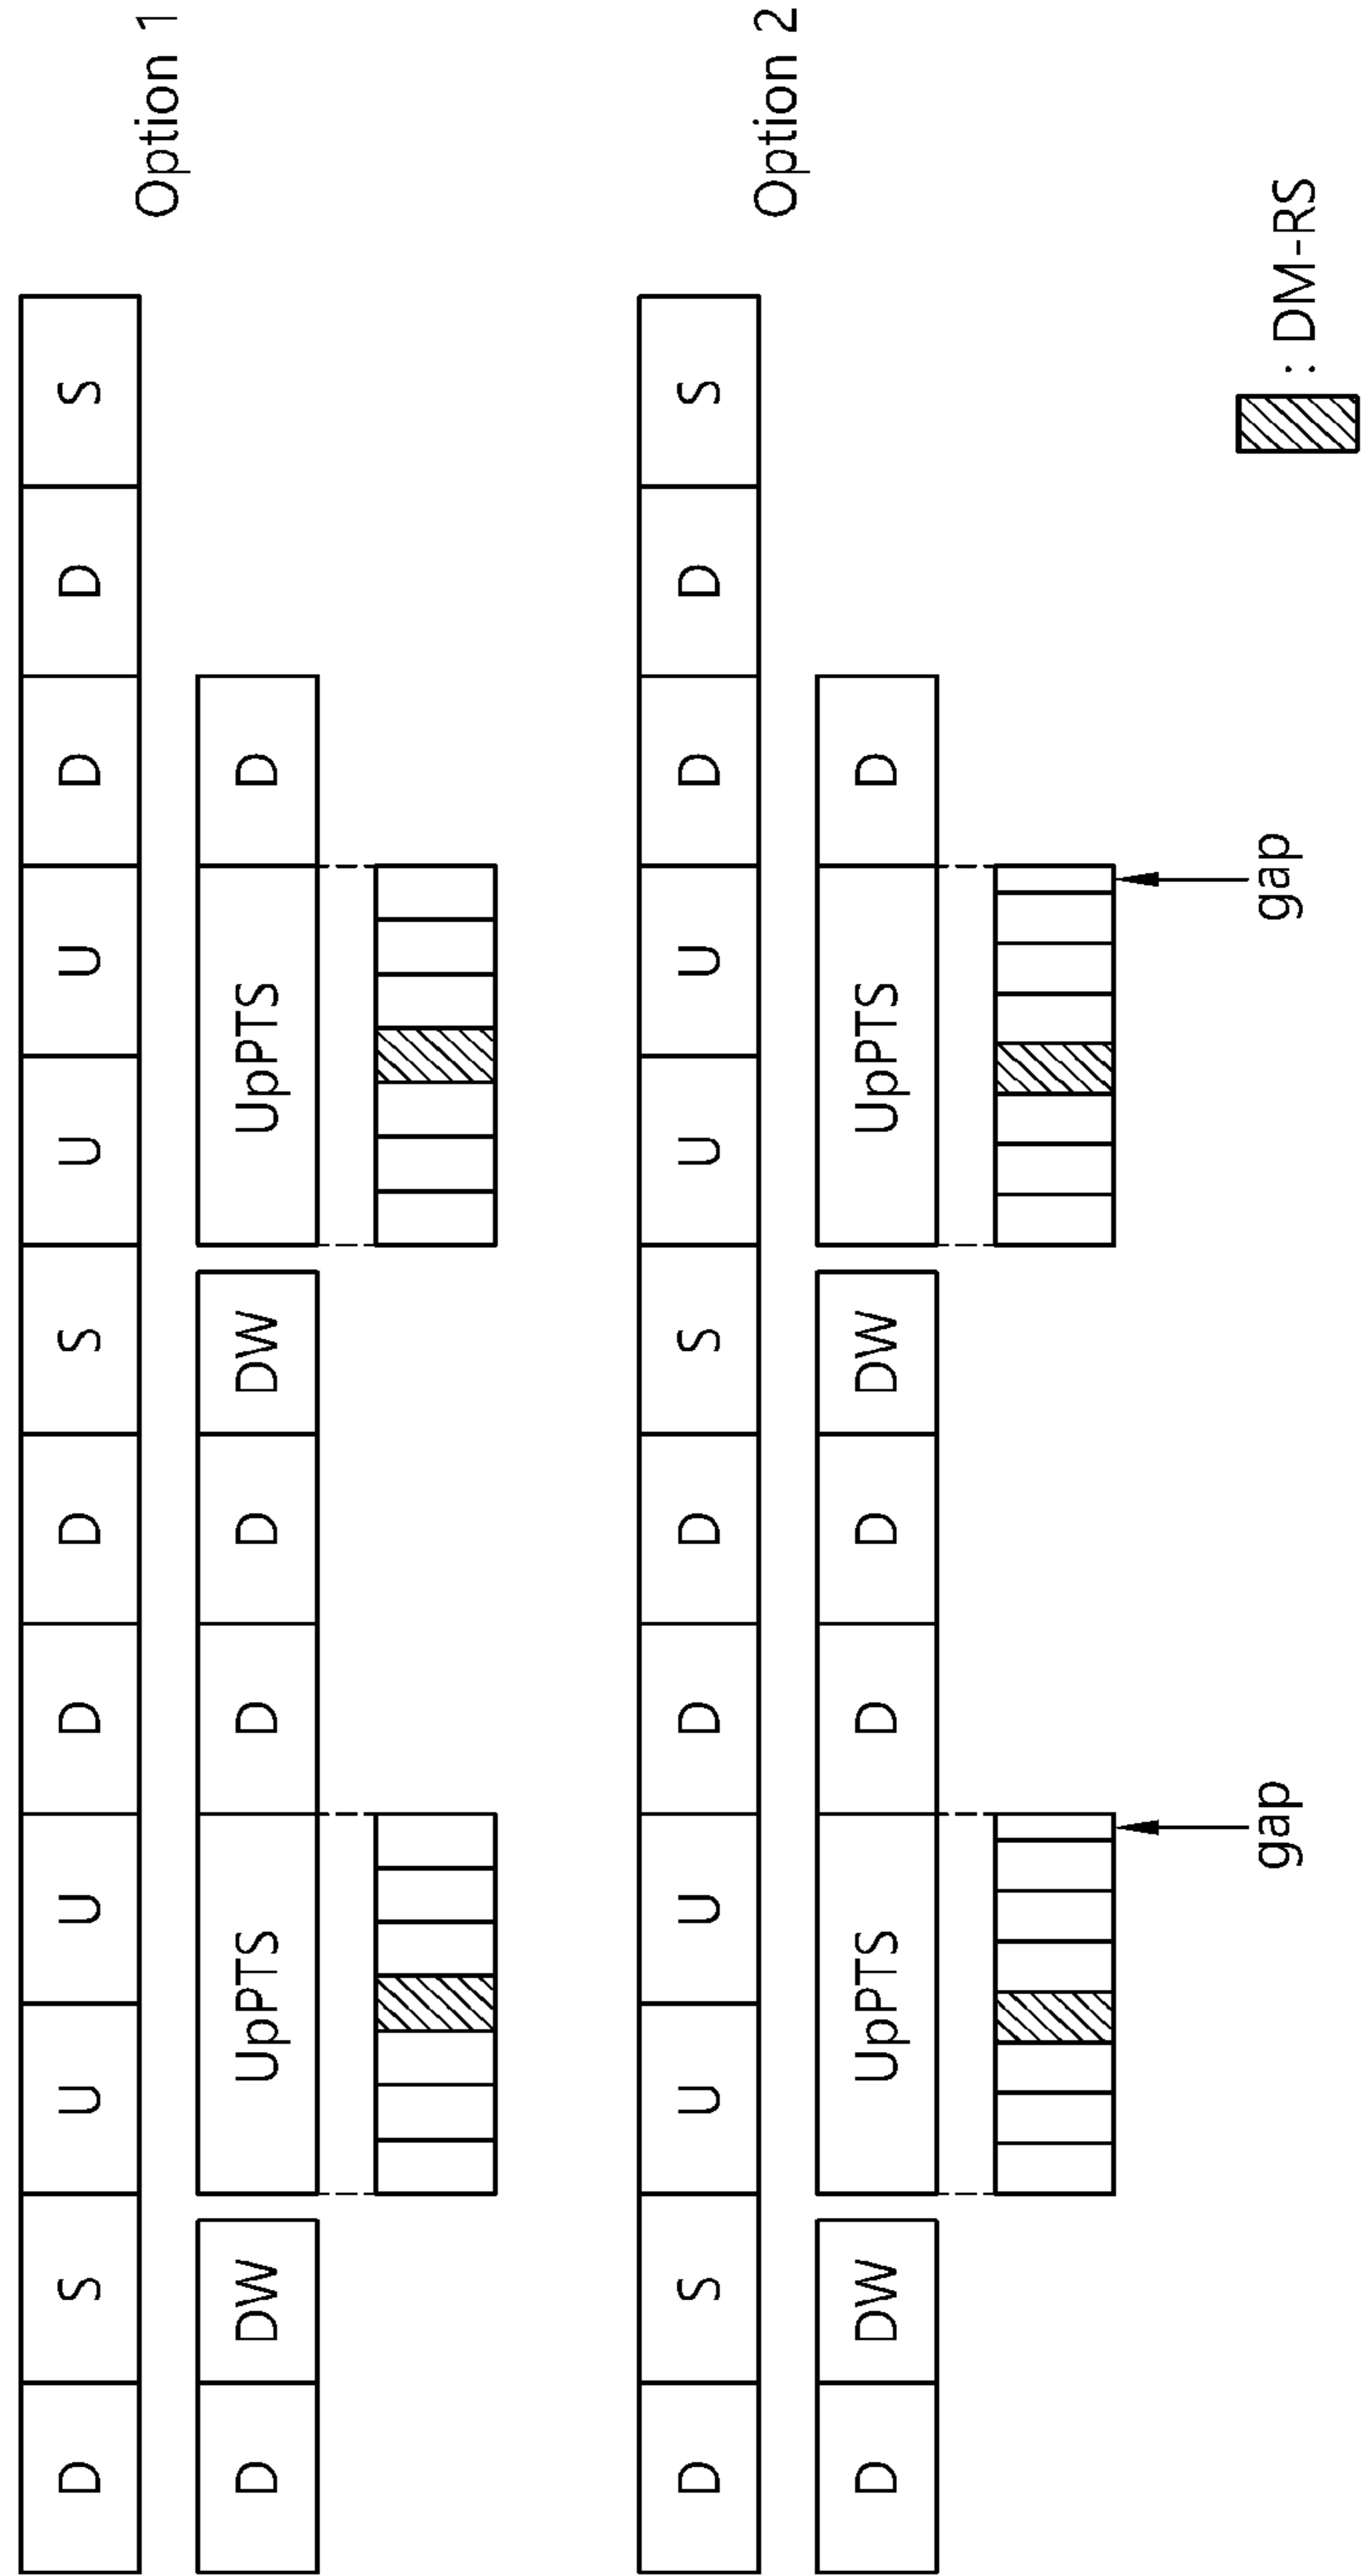 D S U U D D S U U D D S
Option 1
D DW UpPTS D D DW UpPTS D
D S U U D D S U U D D S
Option 2
D DW UpPTS D D DW UpPTS D
gap gap
: DM-RS